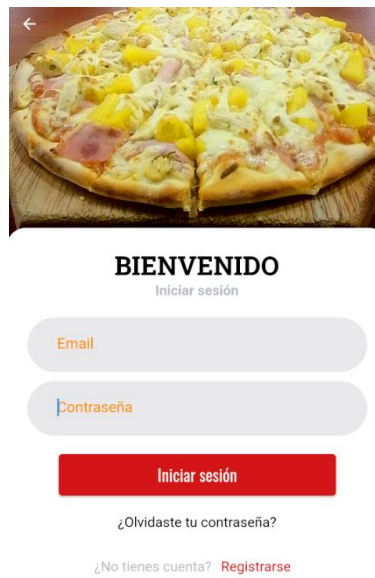 BIENVENIDO
Iniciar sesión
Email
Contraseña
Iniciar sesión
¿Olvidaste tu contraseña?
¿No tienes cuenta? Registrarse